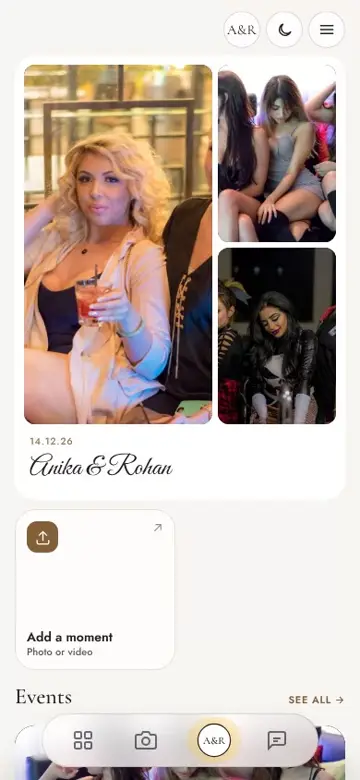 A&R
14.12.26
Anika & Rohan
Add a moment
Photo or video
Events
SEE ALL →
A&R